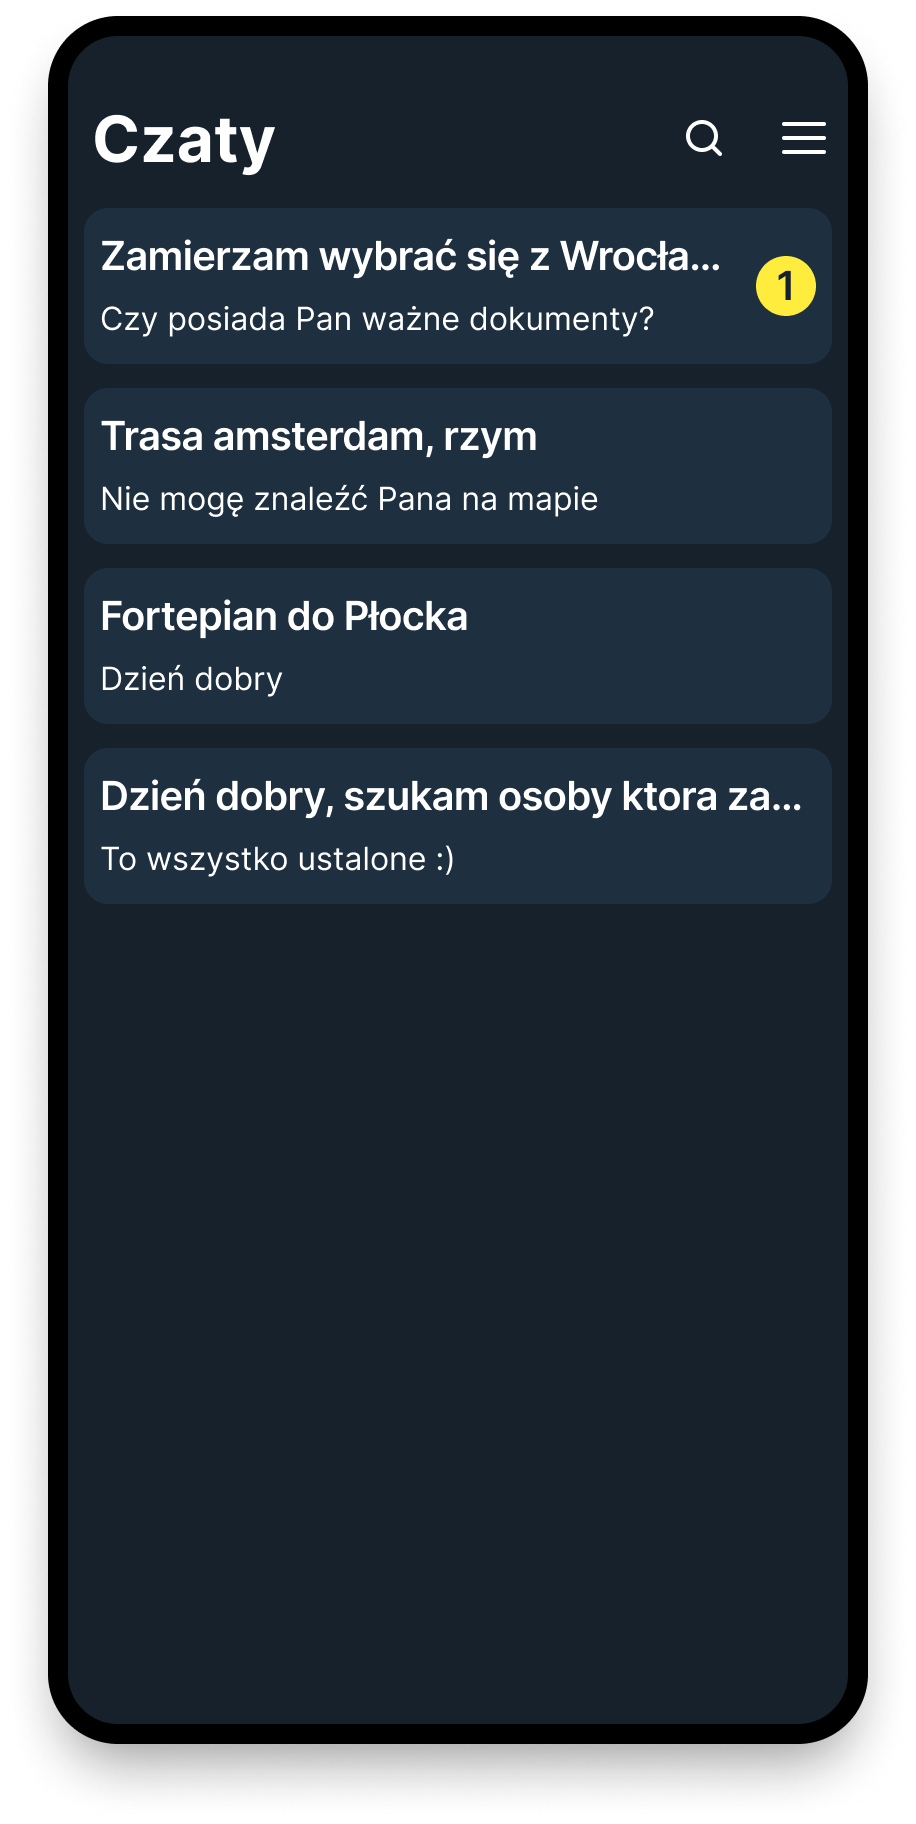 Czaty
Zamierzam wybrać się z Wrocła...
1
Czy posiada Pan ważne dokumenty?
Trasa amsterdam, rzym
Nie mogę znaleźć Pana na mapie
Fortepian do Płocka
Dzień dobry
Dzień dobry, szukam osoby ktora za...
To wszystko ustalone :)